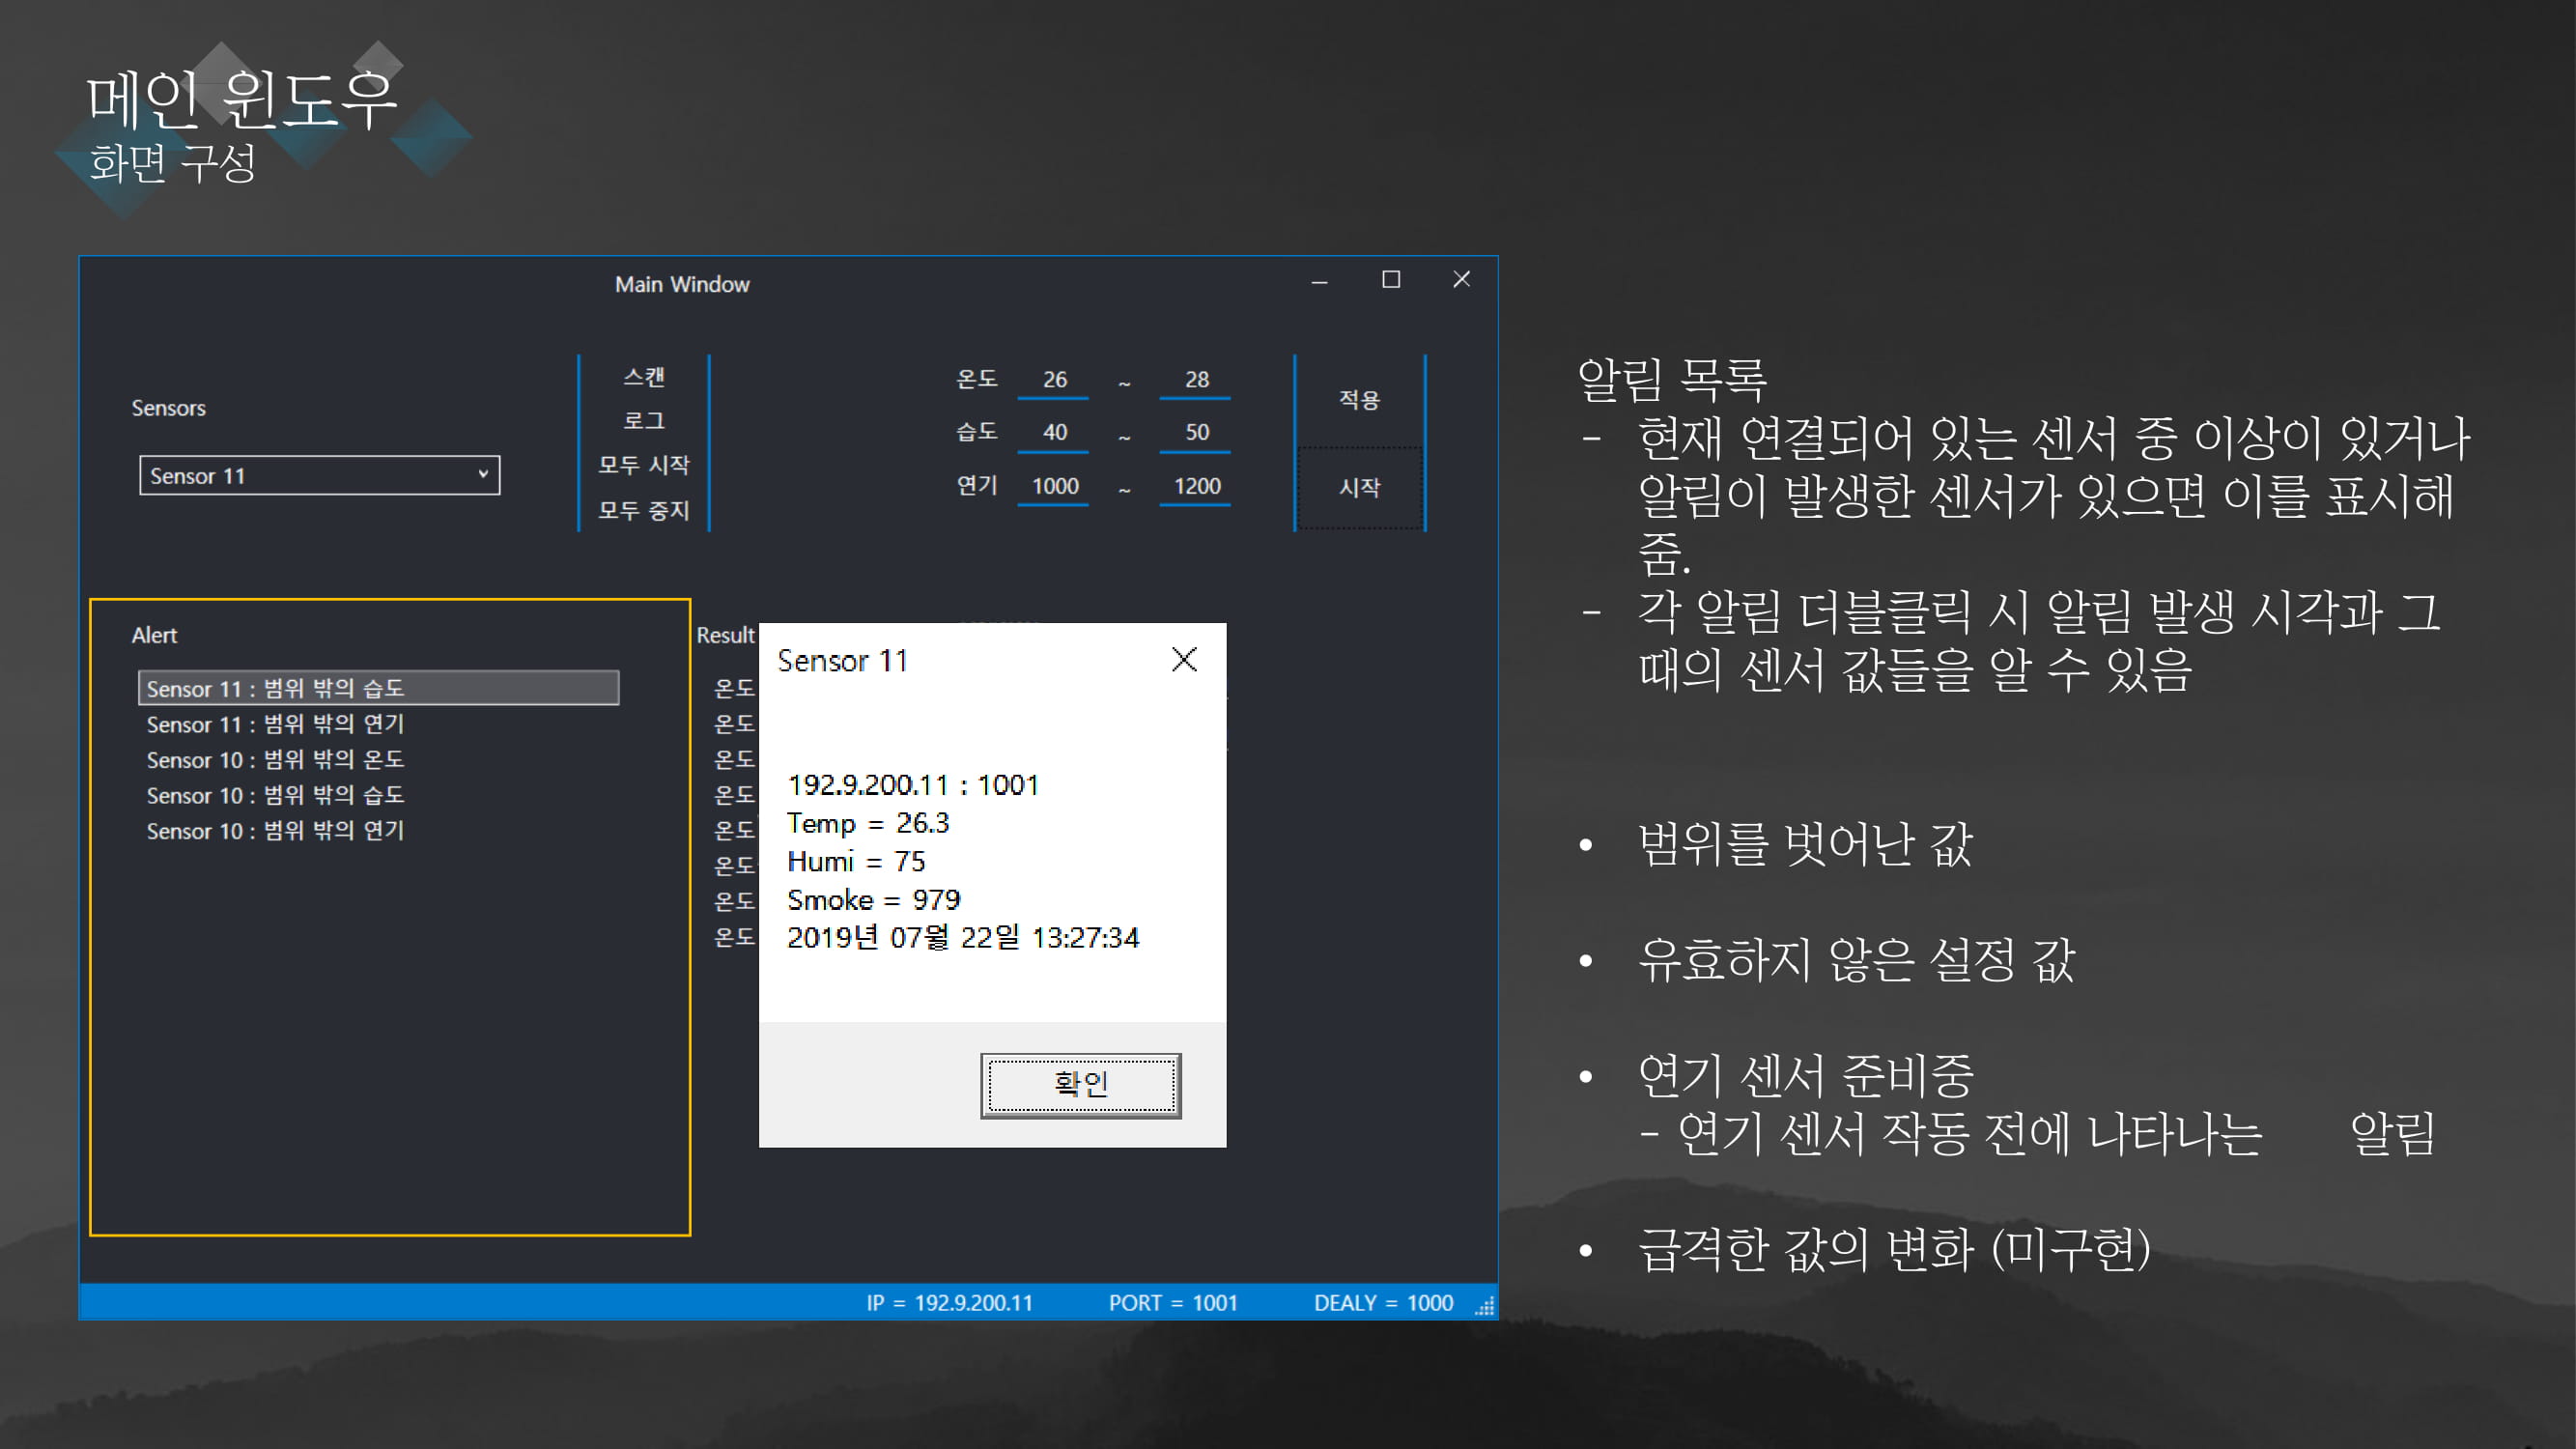 메인 윈도우
화면 구성
Main Window
Sensors
Sensor 11
스캔
로그
모두 시작
모두 중지
온도 26 ~ 28
습도 40 ~ 50
연기 1000 ~ 1200
적용
시작
Alert
Sensor 11 : 범위 밖의 습도
Sensor 11 : 범위 밖의 연기
Sensor 10 : 범위 밖의 온도
Sensor 10 : 범위 밖의 습도
Sensor 10 : 범위 밖의 연기
Result
온도
온도
온도
온도
온도
온도
온도
온도
Sensor 11
192.9.200.11 : 1001
Temp = 26.3
Humi = 75
Smoke = 979
2019년 07월 22일 13:27:34
확인
IP = 192.9.200.11 PORT = 1001 DEALY = 1000
알림 목록
- 현재 연결되어 있는 센서 중 이상이 있거나
알림이 발생한 센서가 있으면 이를 표시해
줌.
- 각 알림 더블클릭 시 알림 발생 시각과 그
때의 센서 값들을 알 수 있음
• 범위를 벗어난 값
• 유효하지 않은 설정 값
• 연기 센서 준비중
- 연기 센서 작동 전에 나타나는 알림
• 급격한 값의 변화 (미구현)